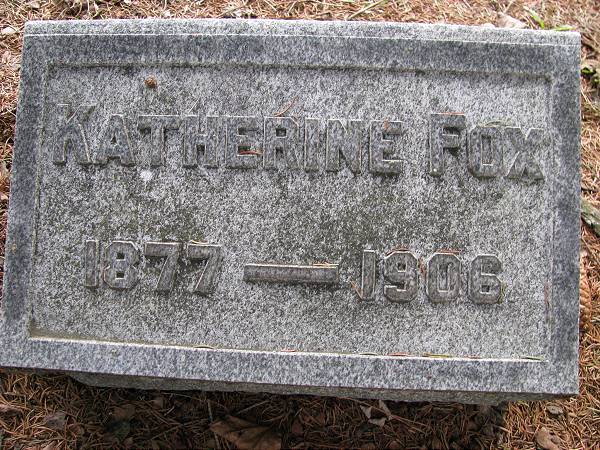 Katherine Fox
1877 — 1906